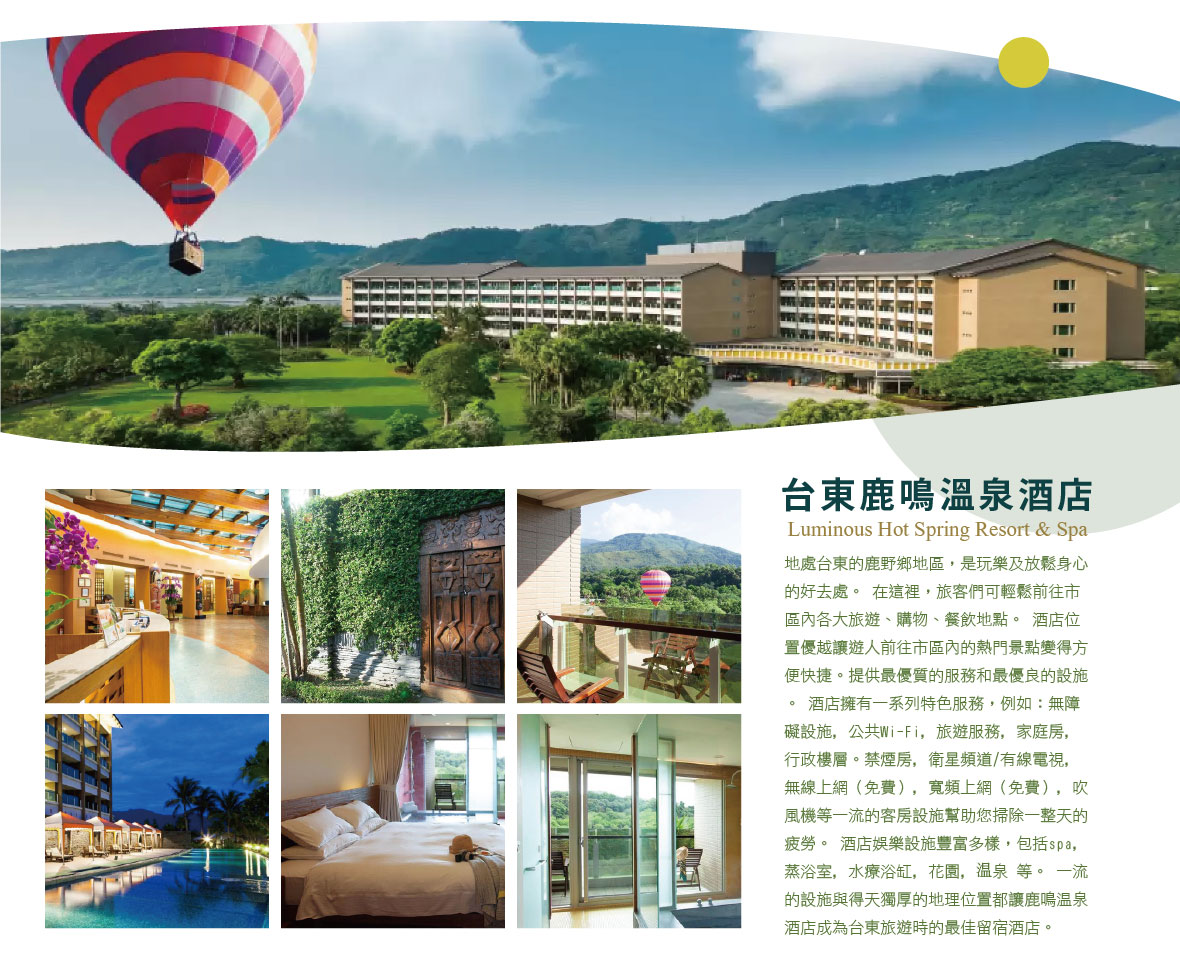 台東鹿鳴溫泉酒店
Luminous Hot Spring Resort & Spa
地處台東的鹿野鄉地區，是玩樂及放鬆身心
的好去處。 在這裡，旅客們可輕鬆前往市
區內各大旅遊、購物、餐飲地點。 酒店位
置優越讓遊人前往市區內的熱門景點變得方
便快捷。提供最優質的服務和最優良的設施
。 酒店擁有一系列特色服務，例如：無障
礙設施, 公共Wi-Fi, 旅遊服務, 家庭房,
行政樓層。禁煙房, 衛星頻道/有線電視,
無線上網（免費）, 寬頻上網（免費）, 吹
風機等一流的客房設施幫助您掃除一整天的
疲勞。 酒店娛樂設施豐富多樣，包括spa,
蒸浴室, 水療浴缸, 花園, 温泉 等。 一流
的設施與得天獨厚的地理位置都讓鹿鳴温泉
酒店成為台東旅遊時的最佳留宿酒店。